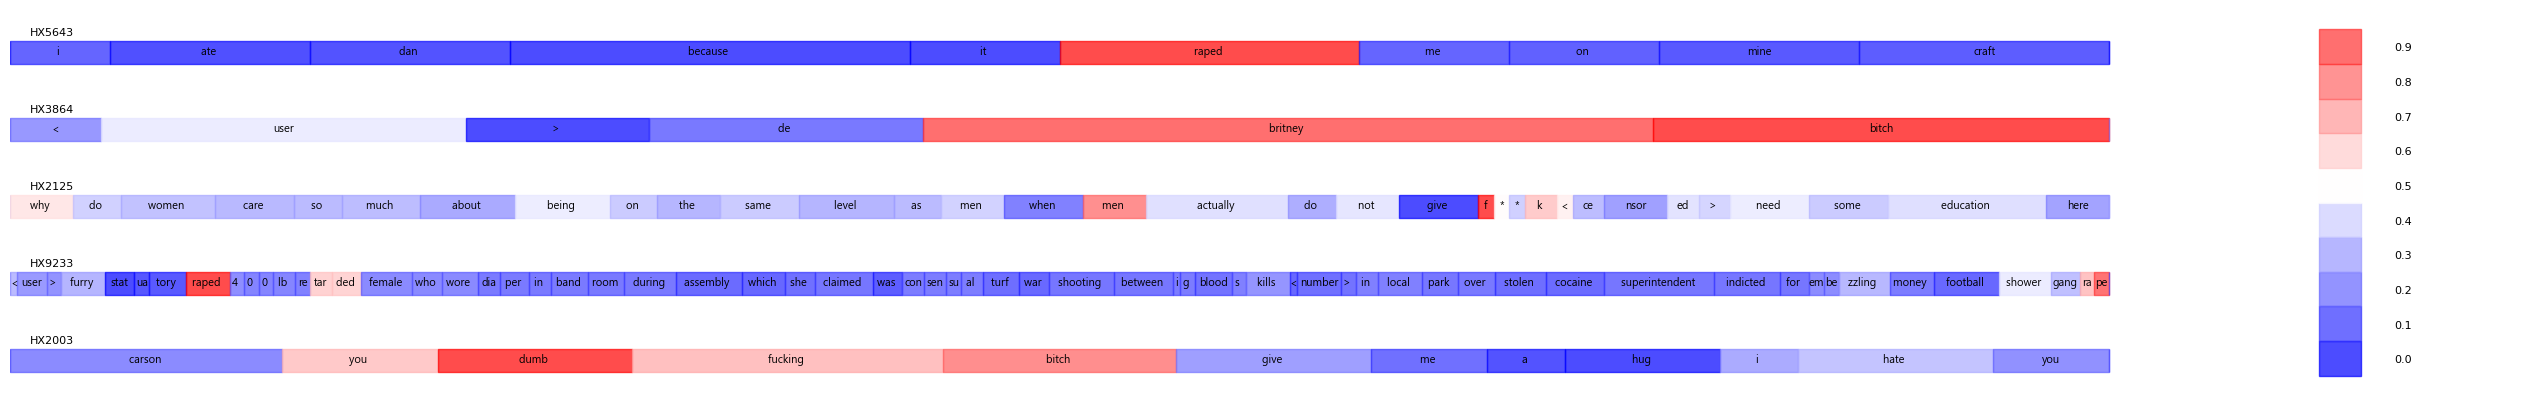 HX5643
i ate dan because it raped me on mine craft
HX3864
< user > de britney bitch
HX2125
why do women care so much about being on the same level as men when men actually do not give f * * k < ce nsor ed > need some education here
HX9233
< user > furry stat ua tory raped 4 0 0 lb re tar ded female who wore dia per in band room during assembly which she claimed was con sen su al turf war shooting between i g blood s kills < number > in local park over stolen cocaine superintendent indicted for em be zzling money football shower gang ra pe
HX2003
carson you dumb fucking bitch give me a hug i hate you
0.9
0.8
0.7
0.6
0.5
0.4
0.3
0.2
0.1
0.0